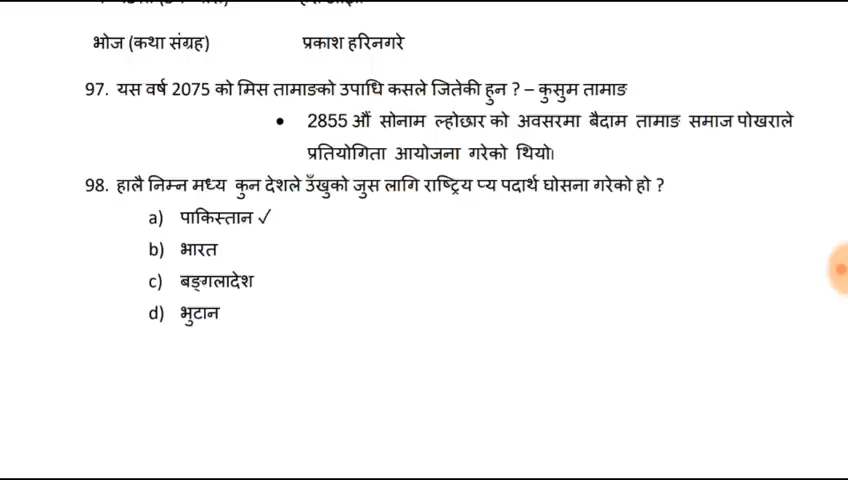 भोज (कथा संग्रह) प्रकाश हरिनगरे
97. यस वर्ष 2075 को मिस तामाङको उपाधि कसले जितेकी हुन ? – कुसुम तामाङ
• 2855 औं सोनाम ल्होछार को अवसरमा बैदाम तामाङ समाज पोखराले
प्रतियोगिता आयोजना गरेको थियो।
98. हालै निम्न मध्य कुन देशले उँखुको जुस लागि राष्ट्रिय प्य पदार्थ घोसना गरेको हो ?
a) पाकिस्तान ✓
b) भारत
c) बङ्गलादेश
d) भुटान